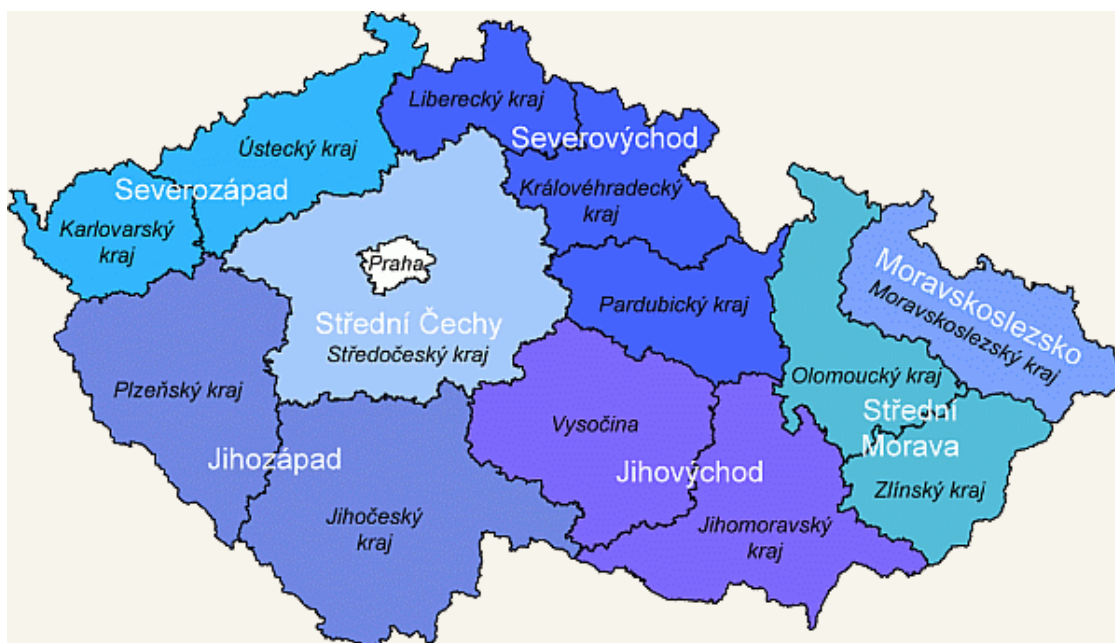 Liberecký kraj
Severovýchod
Ústecký kraj
Severozápad
Královéhradecký
kraj
Karlovarský
kraj
Praha
Moravskoslezsko
Moravskoslezský kraj
Pardubický kraj
Střední Čechy
Středočeský kraj
Plzeňský kraj
Olomoucký kraj
Střední
Morava
Vysočina
Jihozápad
Jihovýchod
Zlínský kraj
Jihočeský
kraj
Jihomoravský
kraj